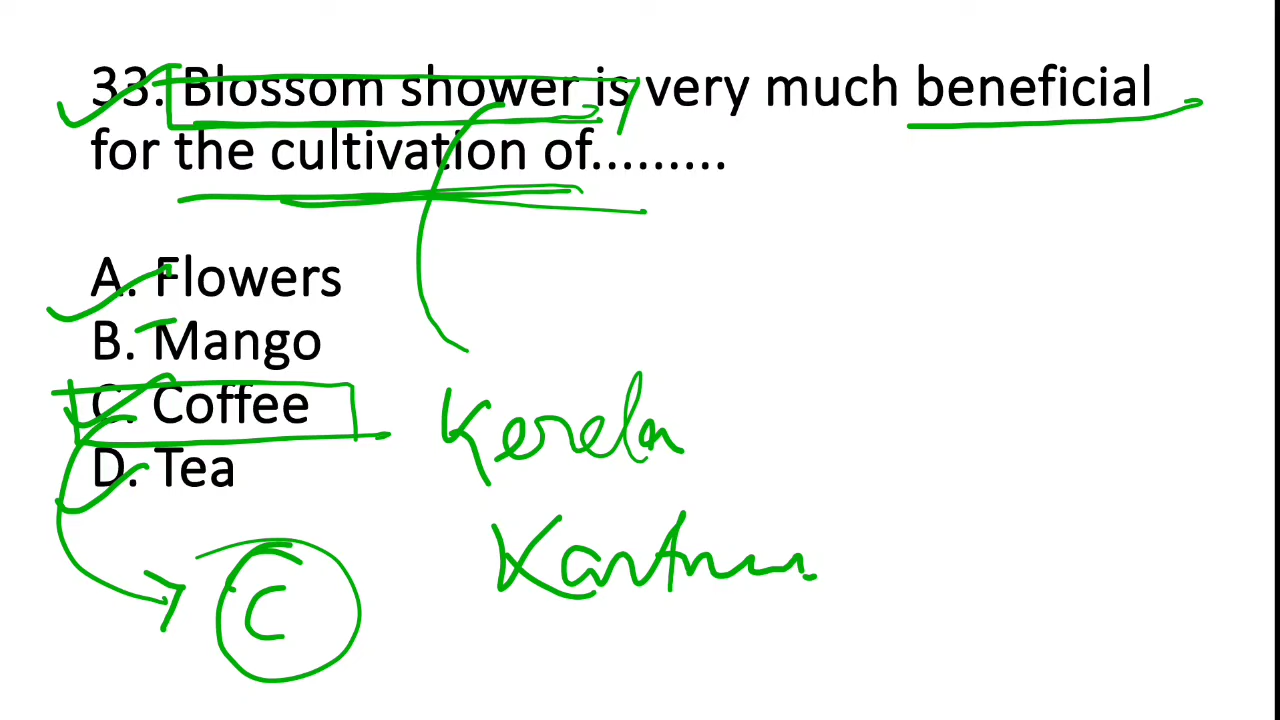 33. Blossom shower is very much beneficial
for the cultivation of.........
A. Flowers
B. Mango
C. Coffee
D. Tea
Kerela
C